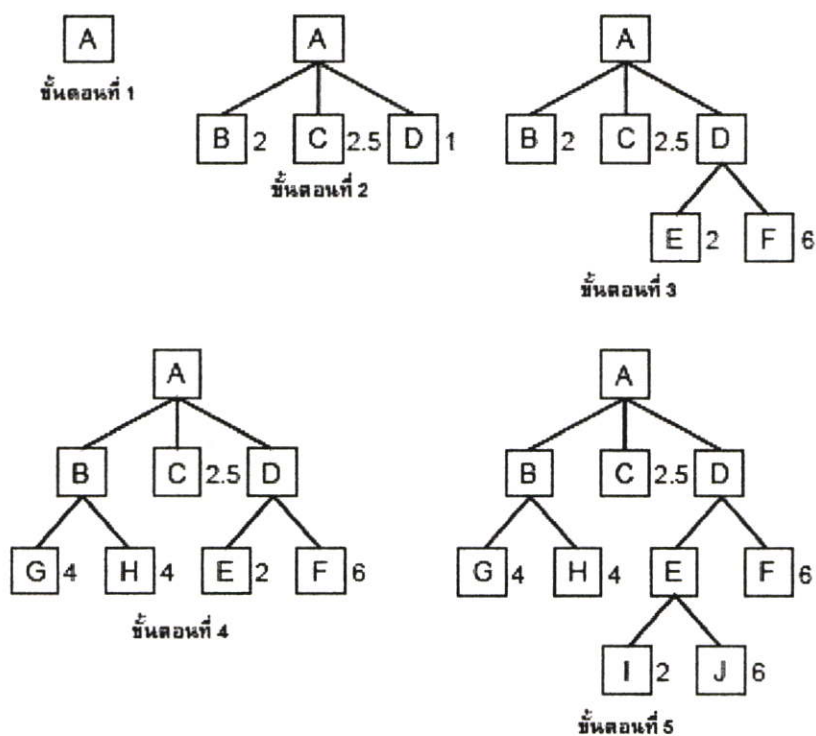 A
ขั้นตอนที่ 1
A
B 2 C 2.5 D 1
ขั้นตอนที่ 2
A
B 2 C 2.5 D
E 2 F 6
ขั้นตอนที่ 3
A
B C 2.5 D
G 4 H 4 E 2 F 6
ขั้นตอนที่ 4
A
B C 2.5 D
G 4 H 4 E F 6
I 2 J 6
ขั้นตอนที่ 5